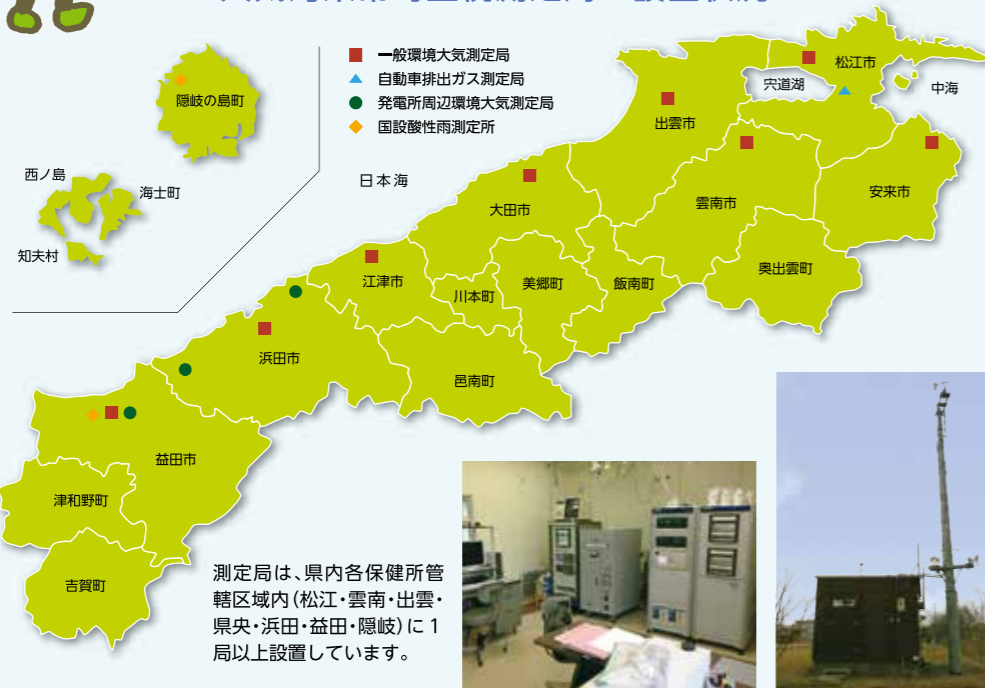 一般環境大気測定局
自動車排出ガス測定局
発電所周辺環境大気測定局
国設酸性雨測定所
隠岐の島町
西ノ島
海士町
知夫村
日本海
松江市
宍道湖
中海
出雲市
安来市
雲南市
大田市
奥出雲町
飯南町
美郷町
川本町
江津市
邑南町
浜田市
益田市
津和野町
吉賀町
測定局は、県内各保健所管
轄区域内(松江・雲南・出雲・
県央・浜田・益田・隠岐)に1
局以上設置しています。